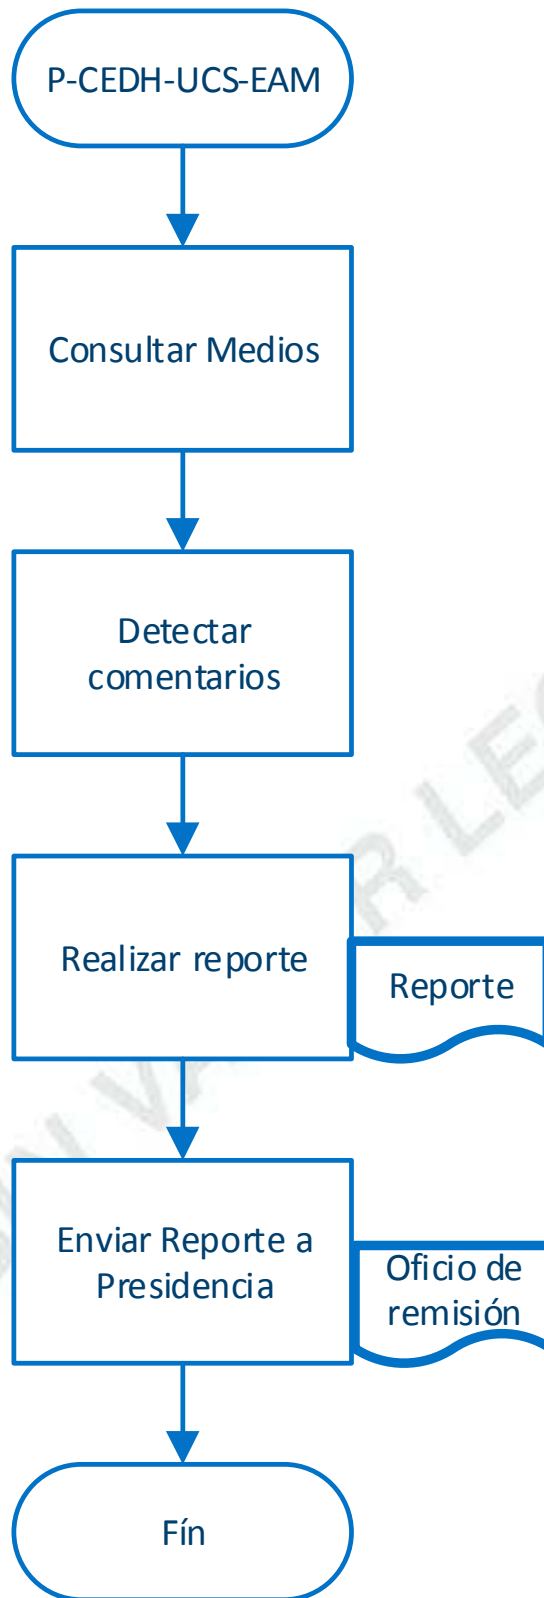 P-CEDH-UCS-EAM
Consultar Medios
Detectar
comentarios
Realizar reporte
Reporte
Enviar Reporte a
Presidencia
Oficio de
remisión
Fín